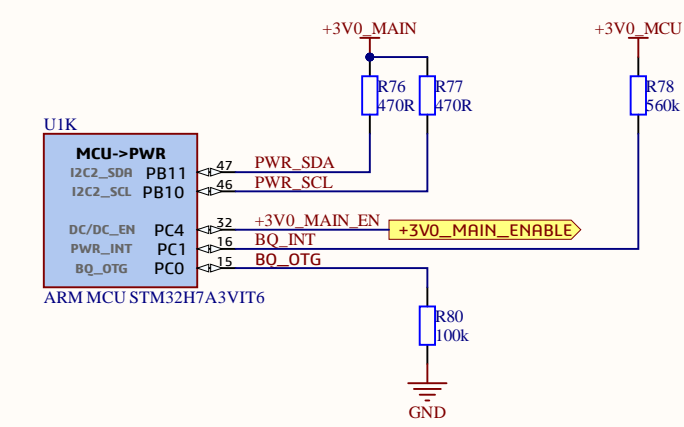 +3V0_MAIN
+3V0_MCU
R76
470R
R77
470R
R78
560k
U1K
MCU->PWR
I2C2_SDA PB11 47 PWR_SDA
I2C2_SCL PB10 46 PWR_SCL
DC/DC_EN PC4 32 +3V0_MAIN_EN +3V0_MAIN_ENABLE
PWR_INT PC1 16 BQ_INT
BQ_OTG PC0 15 BQ_OTG
ARM MCU STM32H7A3VIT6
R80
100k
GND